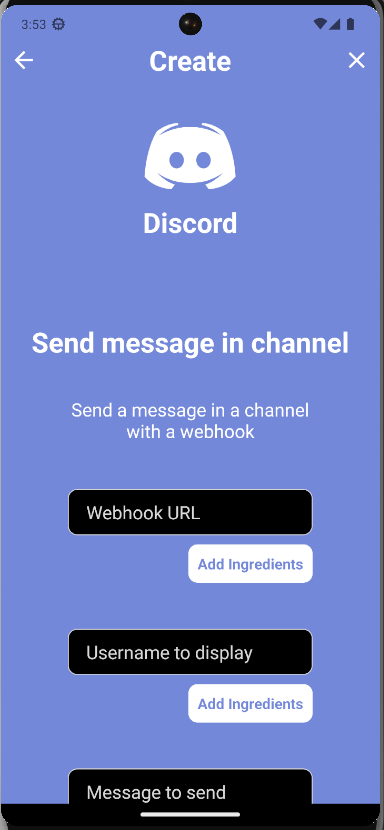 3:53
Create
Discord
Send message in channel
Send a message in a channel
with a webhook
Webhook URL
Add Ingredients
Username to display
Add Ingredients
Message to send